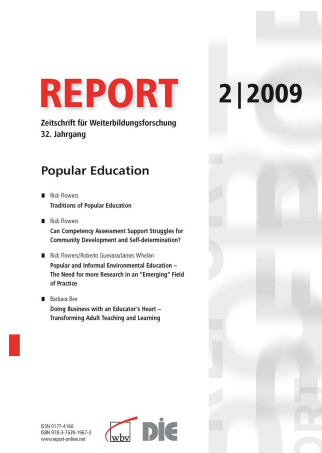 REPORT 2|2009
Zeitschrift für Weiterbildungsforschung
32. Jahrgang
Popular Education
Rick Flowers
Traditions of Popular Education
Rick Flowers
Can Competency Assessment Support Struggles for
Community Development and Self-determination?
Rick Flowers/Roberto Guevara/James Whelan
Popular and Informal Environmental Education –
The Need for more Research in an "Emerging" Field
of Practice
Barbara Bee
Doing Business with an Educator's Heart –
Transforming Adult Teaching and Learning
ISSN 0177-4166
ISBN 978-3-7639-1967-3
www.report-online.net
wbv
DIE